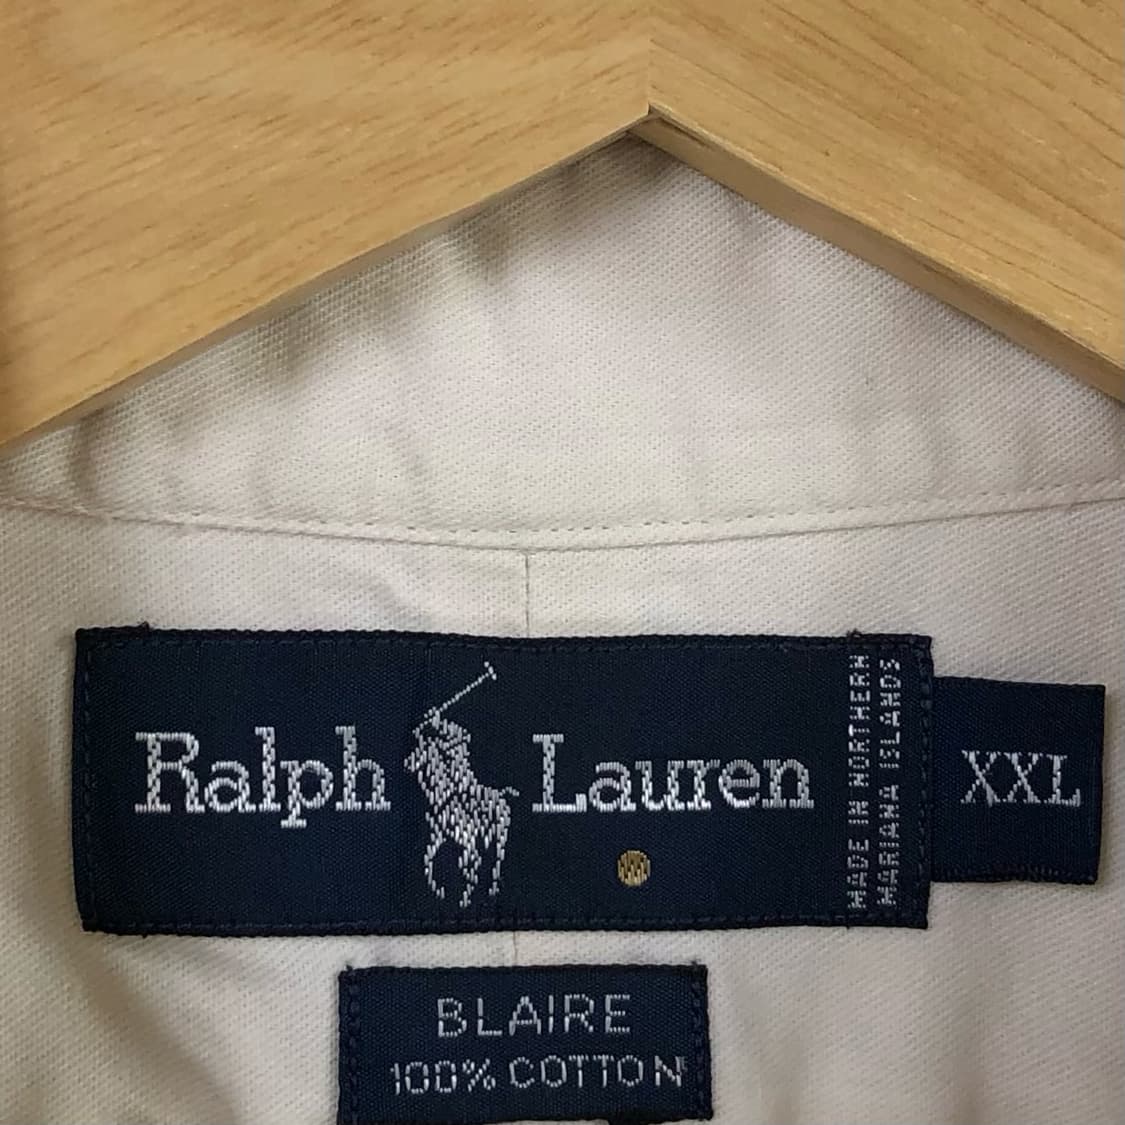 Ralph Lauren
MADE IN NORTHERN
MARIANA ISLANDS
XXL
BLAIRE
100% COTTON